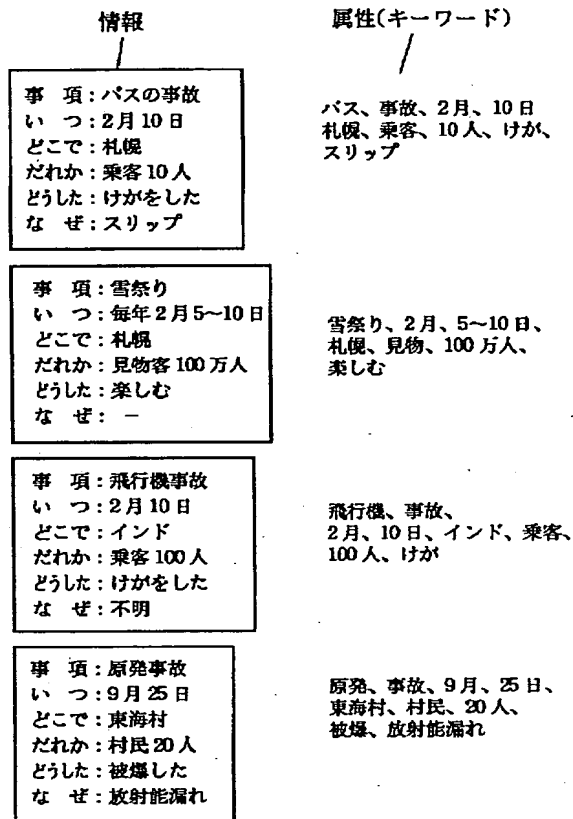 情報
属性(キーワード)
事　項：バスの事故
い　つ：2月10日
どこで：札幌
だれか：乗客10人
どうした：けがをした
な　ぜ：スリップ
バス、事故、2月、10日
札幌、乗客、10人、けが、
スリップ
事　項：雪祭り
い　つ：毎年2月5〜10日
どこで：札幌
だれか：見物客100万人
どうした：楽しむ
な　ぜ：−
雪祭り、2月、5〜10日、
札幌、見物、100万人、
楽しむ
事　項：飛行機事故
い　つ：2月10日
どこで：インド
だれか：乗客100人
どうした：けがをした
な　ぜ：不明
飛行機、事故、
2月、10日、インド、乗客、
100人、けが
事　項：原発事故
い　つ：9月25日
どこで：東海村
だれか：村民20人
どうした：被爆した
な　ぜ：放射能漏れ
原発、事故、9月、25日、
東海村、村民、20人、
被爆、放射能漏れ